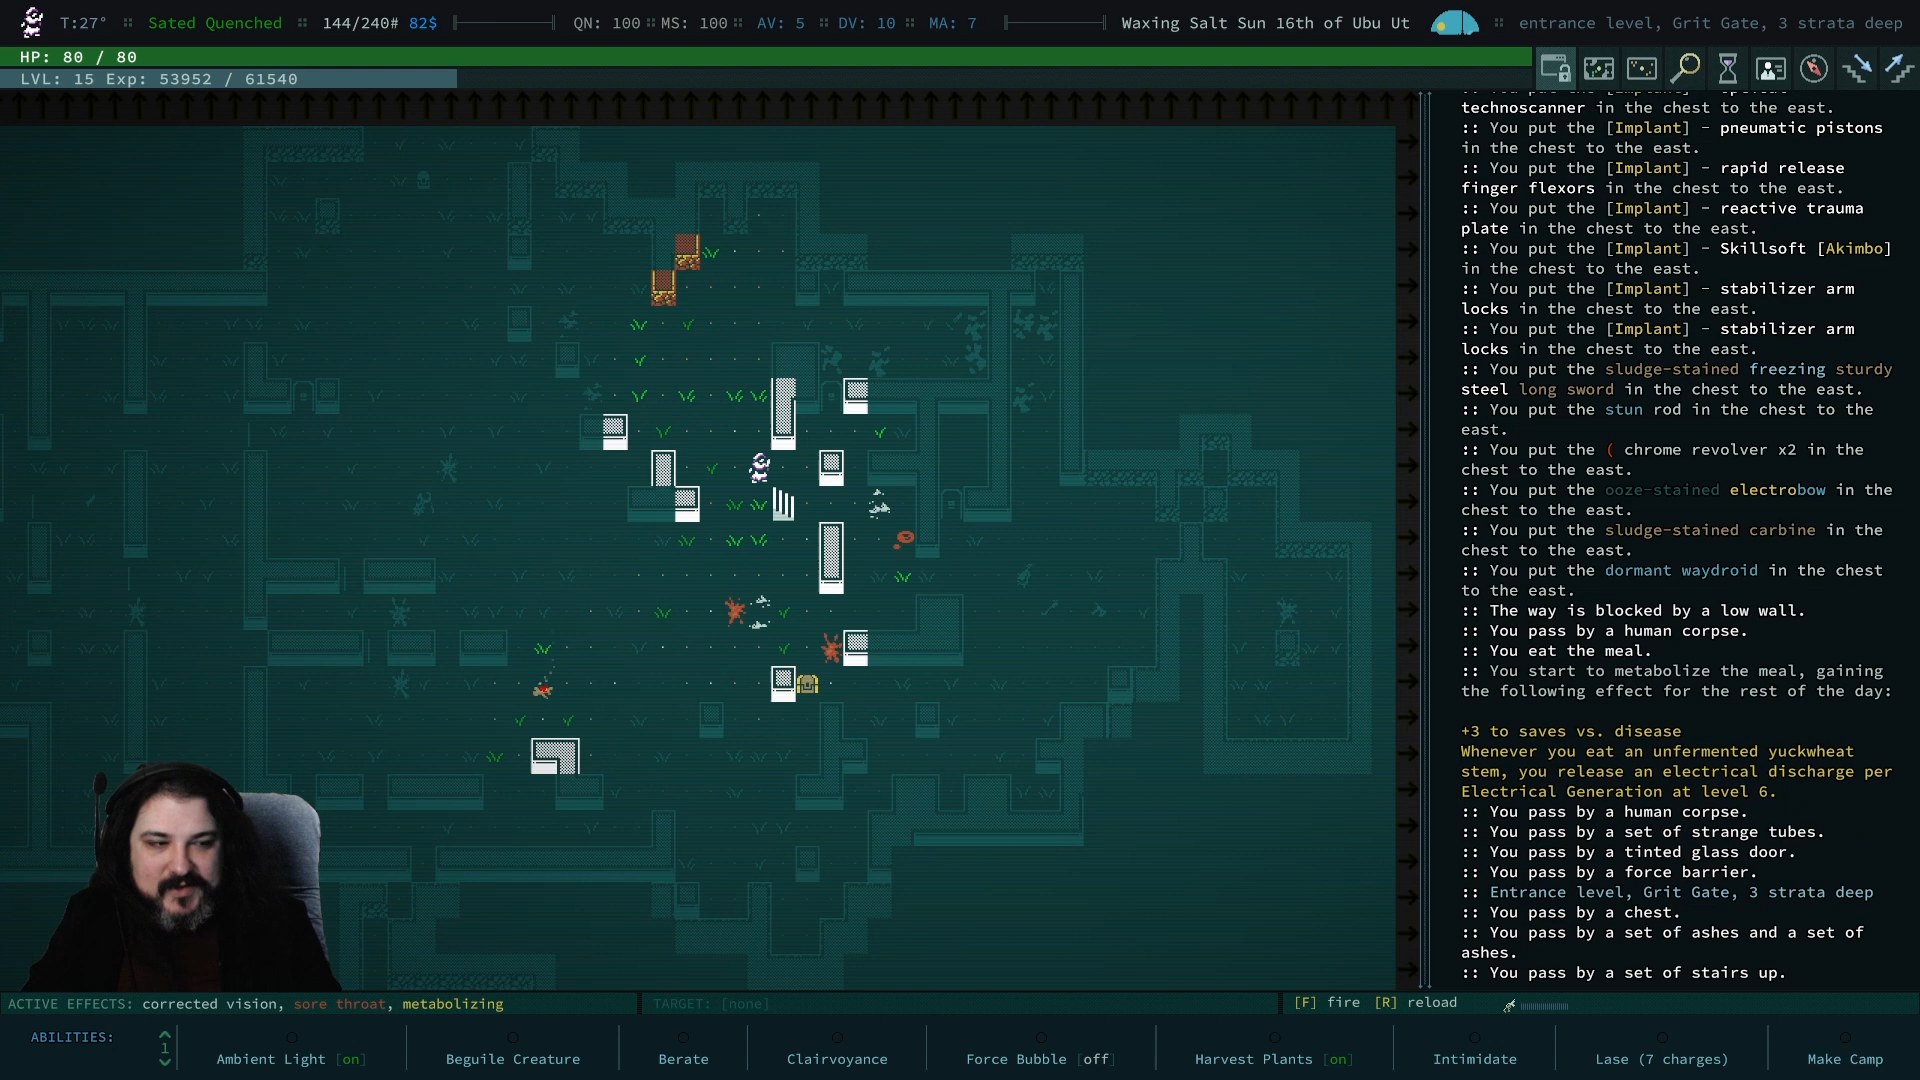 T:27° :: Sated Quenched :: 144/240# 82$ QN: 100 :: MS: 100 :: AV: 5 :: DV: 10 :: MA: 7 Waxing Salt Sun 16th of Ubu Ut :: entrance level, Grit Gate, 3 strata deep
HP: 80 / 80
LVL: 15 Exp: 53952 / 61540
technoscanner in the chest to the east.
:: You put the [Implant] - pneumatic pistons
in the chest to the east.
:: You put the [Implant] - rapid release
finger flexors in the chest to the east.
:: You put the [Implant] - reactive trauma
plate in the chest to the east.
:: You put the [Implant] - Skillsoft [Akimbo]
in the chest to the east.
:: You put the [Implant] - stabilizer arm
locks in the chest to the east.
:: You put the [Implant] - stabilizer arm
locks in the chest to the east.
:: You put the sludge-stained freezing sturdy
steel long sword in the chest to the east.
:: You put the stun rod in the chest to the
east.
:: You put the ( chrome revolver x2 in the
chest to the east.
:: You put the ooze-stained electrobow in the
chest to the east.
:: You put the sludge-stained carbine in the
chest to the east.
:: You put the dormant waydroid in the chest
to the east.
:: The way is blocked by a low wall.
:: You pass by a human corpse.
:: You eat the meal.
:: You start to metabolize the meal, gaining
the following effect for the rest of the day:
+3 to saves vs. disease
Whenever you eat an unfermented yuckwheat
stem, you release an electrical discharge per
Electrical Generation at level 6.
:: You pass by a human corpse.
:: You pass by a set of strange tubes.
:: You pass by a tinted glass door.
:: You pass by a force barrier.
:: Entrance level, Grit Gate, 3 strata deep
:: You pass by a chest.
:: You pass by a set of ashes and a set of
ashes.
:: You pass by a set of stairs up.
ACTIVE EFFECTS: corrected vision, sore throat, metabolizing TARGET: [none] [F] fire [R] reload
ABILITIES: 1 Ambient Light [on] Beguile Creature Berate Clairvoyance Force Bubble [off] Harvest Plants [on] Intimidate Lase (7 charges) Make Camp